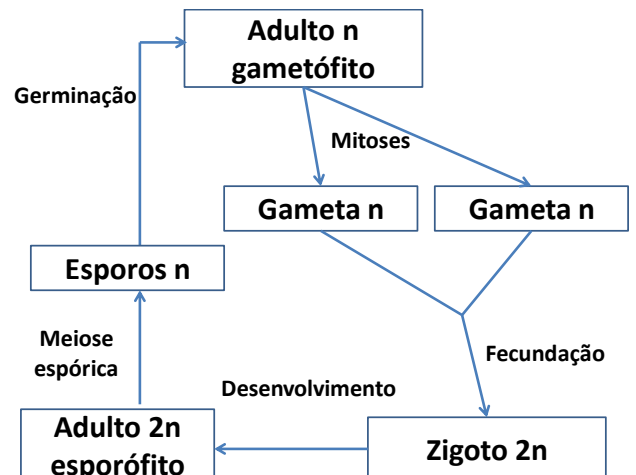 Adulto n
gametófito
Germinação
Mitoses
Gameta n
Gameta n
Esporos n
Meiose
espórica
Fecundação
Desenvolvimento
Adulto 2n
esporófito
Zigoto 2n